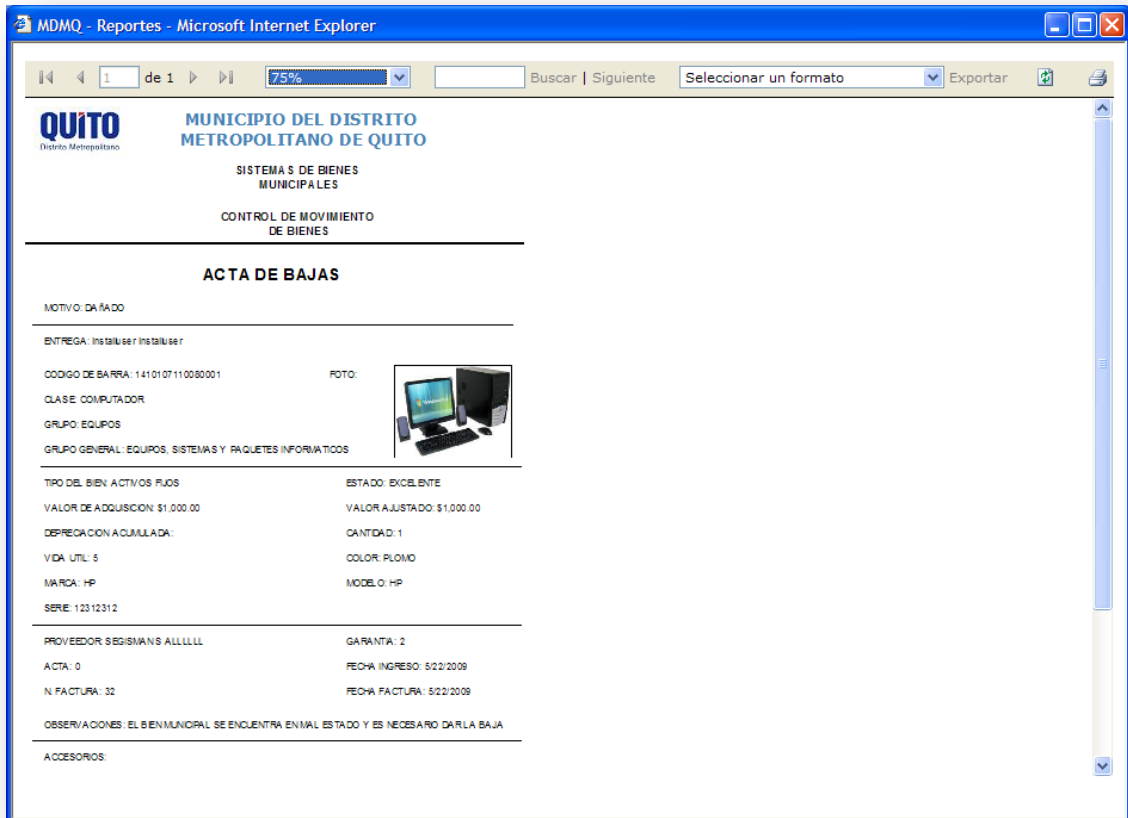 MDMQ - Reportes - Microsoft Internet Explorer
1 de 1 75% Buscar | Siguiente Seleccionar un formato Exportar
QUITO
Distrito Metropolitano
MUNICIPIO DEL DISTRITO
METROPOLITANO DE QUITO
SISTEMAS DE BIENES
MUNICIPALES
CONTROL DE MOVIMIENTO
DE BIENES
ACTA DE BAJAS
MOTIVO: DAÑADO
ENTREGA: Installuser Installuser
CODIGO DE BARRA: 1410107110080001 FOTO:
CLASE: COMPUTADOR
GRUPO: EQUIPOS
GRUPO GENERAL: EQUIPOS, SISTEMAS Y PAQUETES INFORMATICOS
TIPO DEL BIEN: ACTIVOS FIJOS ESTADO: EXCELENTE
VALOR DE ADQUISICION: $1,000.00 VALOR AJUSTADO: $1,000.00
DEPRECIACION ACUMULADA: CANTIDAD: 1
VIDA UTIL: 5 COLOR: PLOMO
MARCA: HP MODELO: HP
SERIE: 12312312
PROVEEDOR: SEGISMAN S ALLLLLL GARANTIA: 2
ACTA: 0 FECHA INGRESO: 5/22/2009
N. FACTURA: 32 FECHA FACTURA: 5/22/2009
OBSERVACIONES: EL BIEN MUNICIPAL SE ENCUENTRA EN MAL ESTADO Y ES NECESARIO DAR LA BAJA
ACCESORIOS: